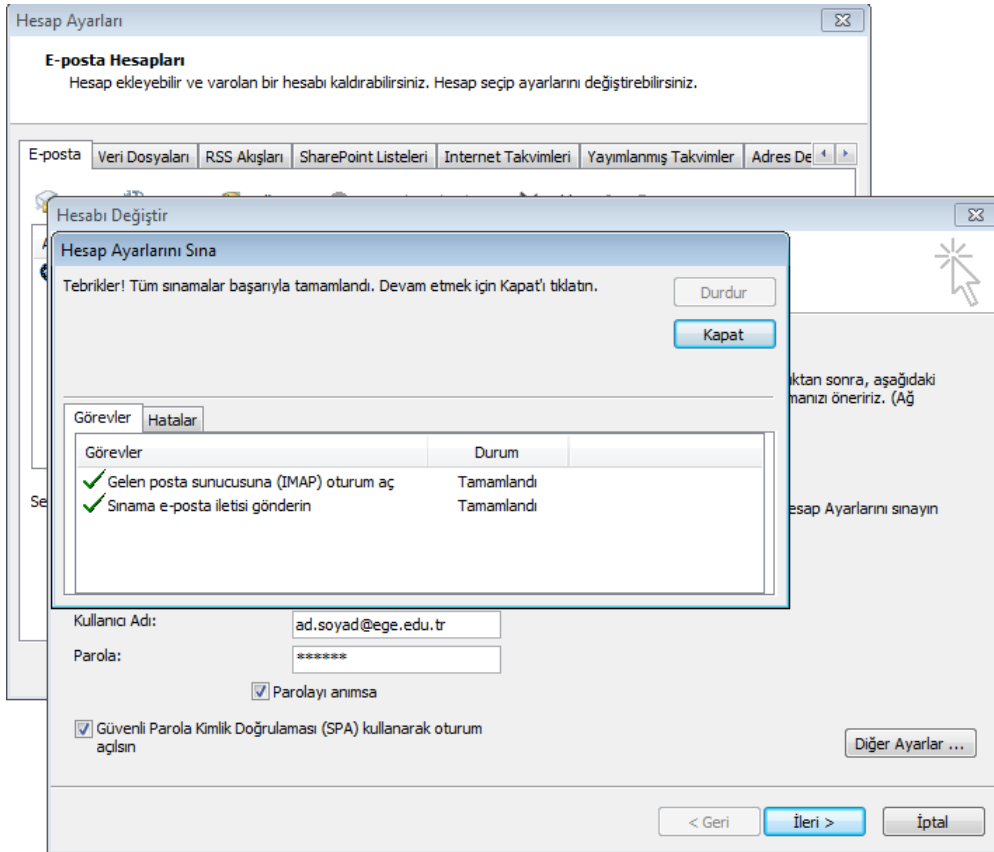 Hesap Ayarları
E-posta Hesapları
Hesap ekleyebilir ve varolan bir hesabı kaldırabilirsiniz. Hesap seçip ayarlarını değiştirebilirsiniz.
E-posta Veri Dosyaları RSS Akışları SharePoint Listeleri Internet Takvimleri Yayımlanmış Takvimler Adres De
Hesabı Değiştir
Hesap Ayarlarını Sına
Tebrikler! Tüm sınamalar başarıyla tamamlandı. Devam etmek için Kapat'ı tıklatın.
Durdur
Kapat
ıktan sonra, aşağıdaki
manızı öneririz. (Ağ
Görevler Hatalar
Görevler Durum
Gelen posta sunucusuna (IMAP) oturum aç Tamamlandı
Sınama e-posta iletisi gönderin Tamamlandı
Se
esap Ayarlarını sınayın
Kullanıcı Adı: ad.soyad@ege.edu.tr
Parola: ******
Parolayı anımsa
Güvenli Parola Kimlik Doğrulaması (SPA) kullanarak oturum
açılsın
Diğer Ayarlar ...
< Geri İleri > İptal